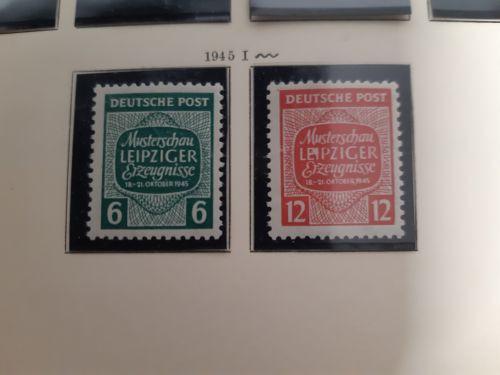 1945 I
DEUTSCHE POST
Musterschau
LEIPZIGER
Erzeugnisse
18.-21. OKTOBER 1945
6 6
DEUTSCHE POST
Musterschau
LEIPZIGER
Erzeugnisse
18.-21. OKTOBER 1945
12 12